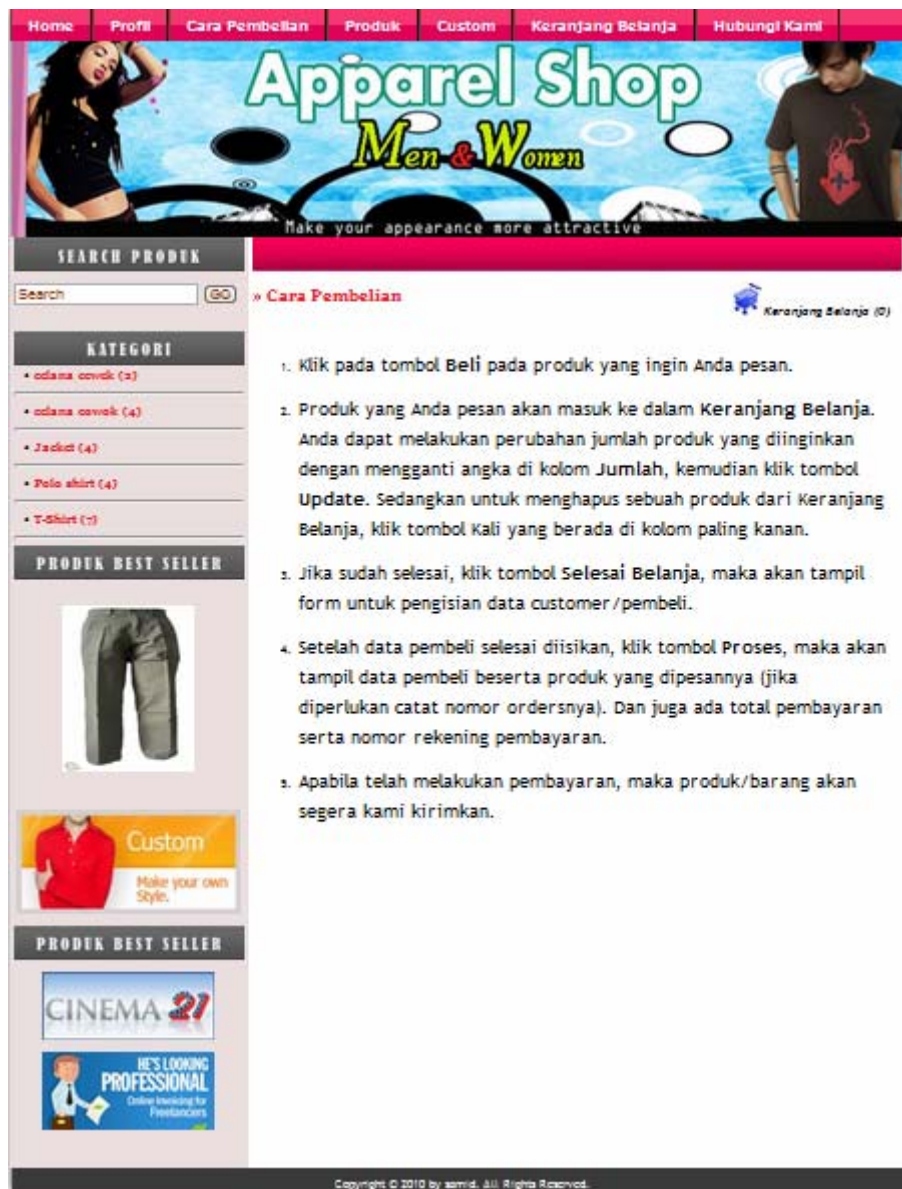 Home Profil Cara Pembelian Produk Custom Keranjang Belanja Hubungi Kami
Apparel Shop
Men & Women
Make your appearance more attractive
SEARCH PRODUK
Search GO
» Cara Pembelian
Keranjang Belanja (0)
KATEGORI
• celana cowok (2)
• celana cowok (4)
• Jacket (4)
• Polo shirt (4)
• T-Shirt (7)
PRODUK BEST SELLER
Custom
Make your own
Style.
PRODUK BEST SELLER
CINEMA 21
HE'S LOOKING
PROFESSIONAL
Online Invoicing for
Freelancers
1. Klik pada tombol Beli pada produk yang ingin Anda pesan.
2. Produk yang Anda pesan akan masuk ke dalam Keranjang Belanja.
Anda dapat melakukan perubahan jumlah produk yang diinginkan
dengan mengganti angka di kolom Jumlah, kemudian klik tombol
Update. Sedangkan untuk menghapus sebuah produk dari Keranjang
Belanja, klik tombol Kali yang berada di kolom paling kanan.
3. Jika sudah selesai, klik tombol Selesai Belanja, maka akan tampil
form untuk pengisian data customer/pembeli.
4. Setelah data pembeli selesai diisikan, klik tombol Proses, maka akan
tampil data pembeli beserta produk yang dipesannya (jika
diperlukan catat nomor ordersnya). Dan juga ada total pembayaran
serta nomor rekening pembayaran.
5. Apabila telah melakukan pembayaran, maka produk/barang akan
segera kami kirimkan.
Copyright © 2010 by samid. All Rights Reserved.